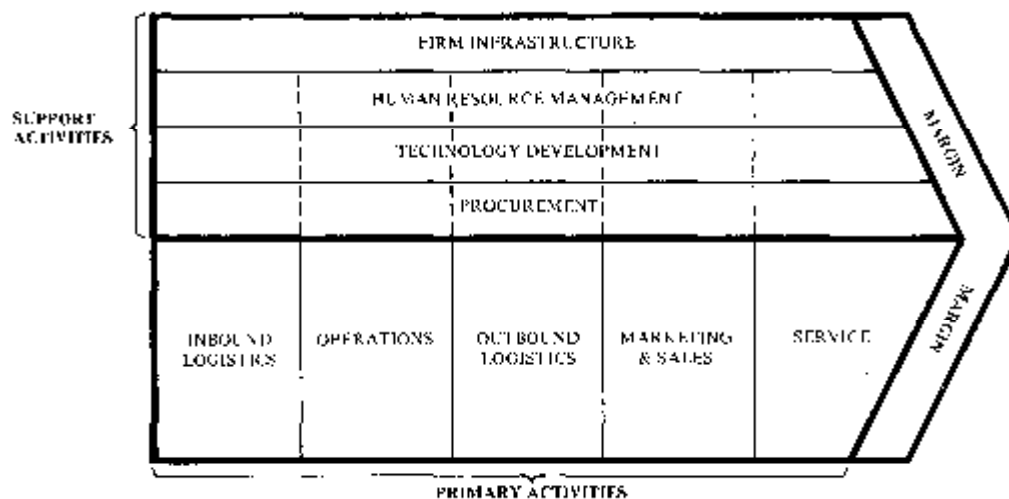 FIRM INFRASTRUCTURE
HUMAN RESOURCE MANAGEMENT
SUPPORT
ACTIVITIES
TECHNOLOGY DEVELOPMENT
PROCUREMENT
MARGIN
INBOUND
LOGISTICS
OPERATIONS
OUTBOUND
LOGISTICS
MARKETING
& SALES
SERVICE
MARGIN
PRIMARY ACTIVITIES